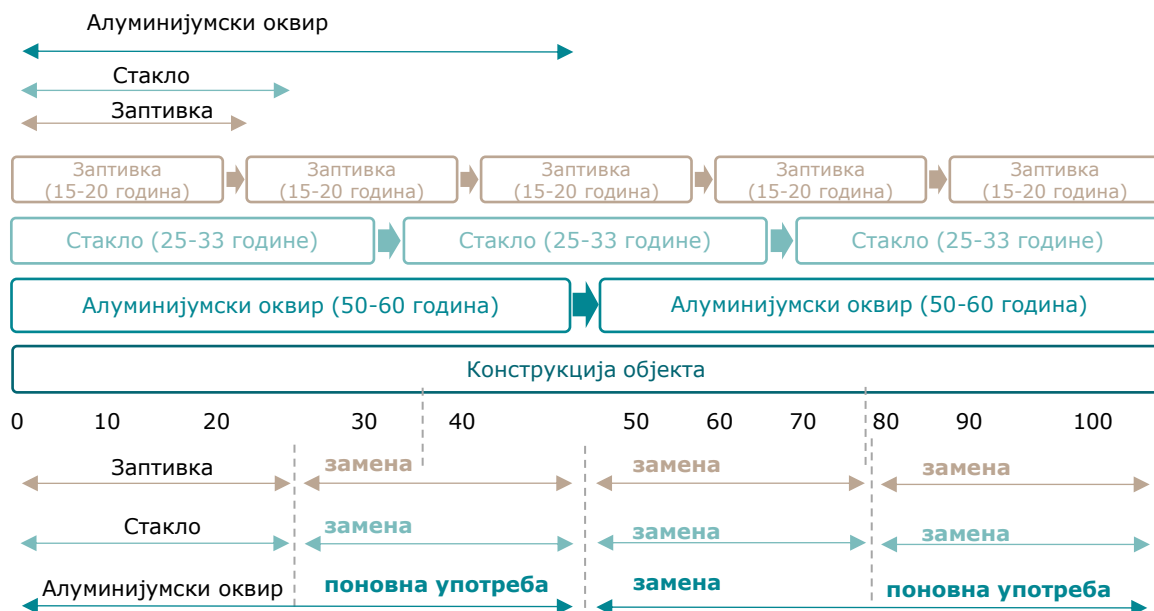 Алуминијумски оквир
Стакло
Заптивка
Заптивка
(15-20 година)
Заптивка
(15-20 година)
Заптивка
(15-20 година)
Заптивка
(15-20 година)
Заптивка
(15-20 година)
Стакло (25-33 године)
Стакло (25-33 године)
Стакло (25-33 године)
Алуминијумски оквир (50-60 година)
Алуминијумски оквир (50-60 година)
Конструкција објекта
0 10 20 30 40 50 60 70 80 90 100
Заптивка замена замена замена
Стакло замена замена замена
Алуминијумски оквир поновна употреба замена поновна употреба